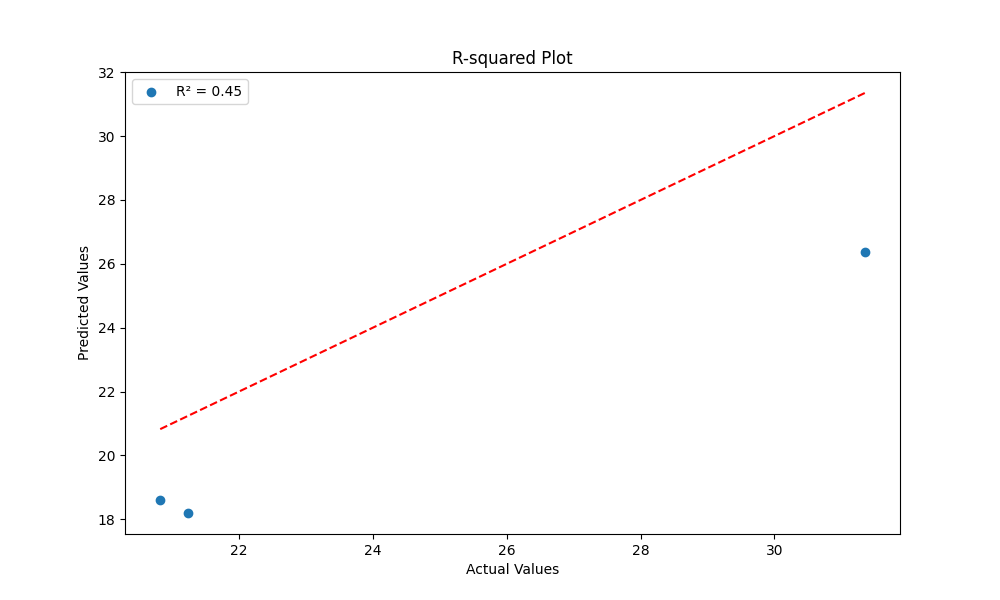 R-squared Plot
R² = 0.45
32
30
28
26
24
22
20
18
Predicted Values
22 24 26 28 30
Actual Values